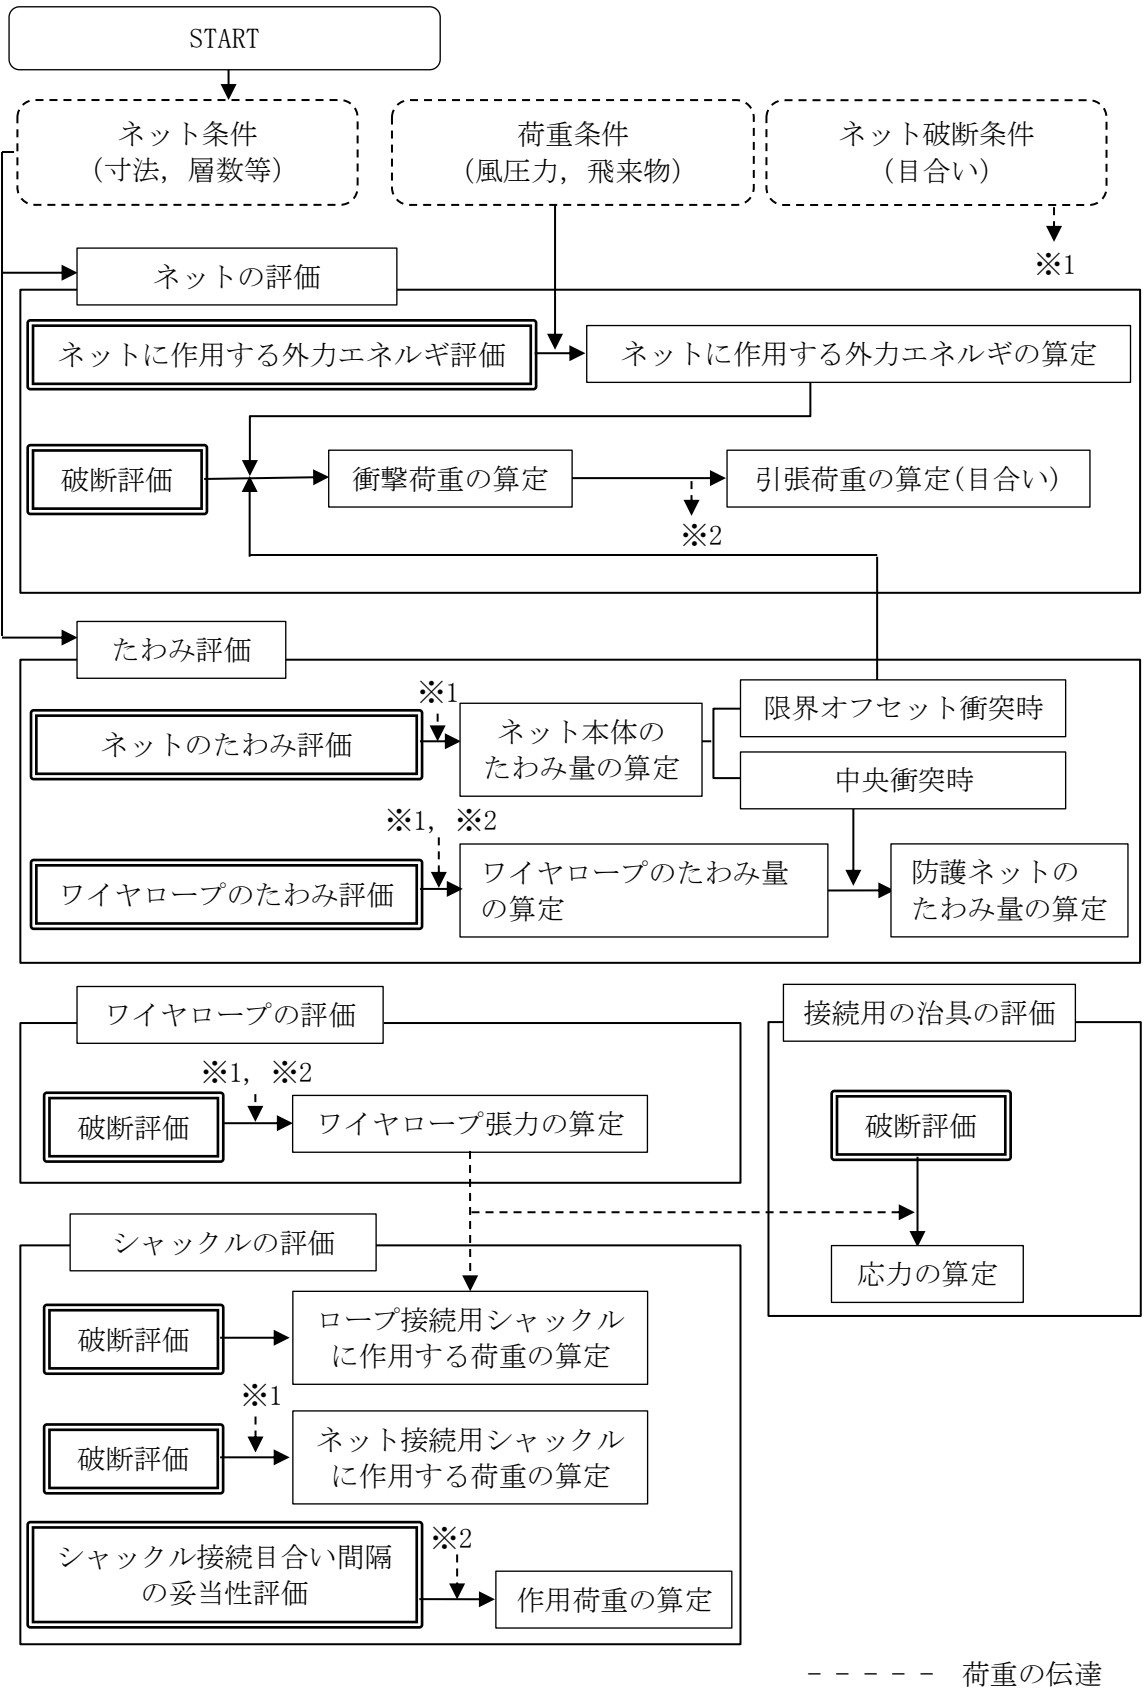 START
ネット条件
(寸法, 層数等)
荷重条件
(風圧力, 飛来物)
ネット破断条件
(目合い)
※1
ネットの評価
ネットに作用する外力エネルギ評価
ネットに作用する外力エネルギの算定
破断評価
衝撃荷重の算定
引張荷重の算定(目合い)
※2
たわみ評価
※1
ネットのたわみ評価
ネット本体の
たわみ量の算定
限界オフセット衝突時
中央衝突時
※1, ※2
ワイヤロープのたわみ評価
ワイヤロープのたわみ量
の算定
防護ネットの
たわみ量の算定
ワイヤロープの評価
※1, ※2
破断評価
ワイヤロープ張力の算定
接続用の治具の評価
破断評価
応力の算定
シャックルの評価
破断評価
ロープ接続用シャックル
に作用する荷重の算定
※1
破断評価
ネット接続用シャックル
に作用する荷重の算定
シャックル接続目合い間隔
の妥当性評価
※2
作用荷重の算定
----- 荷重の伝達